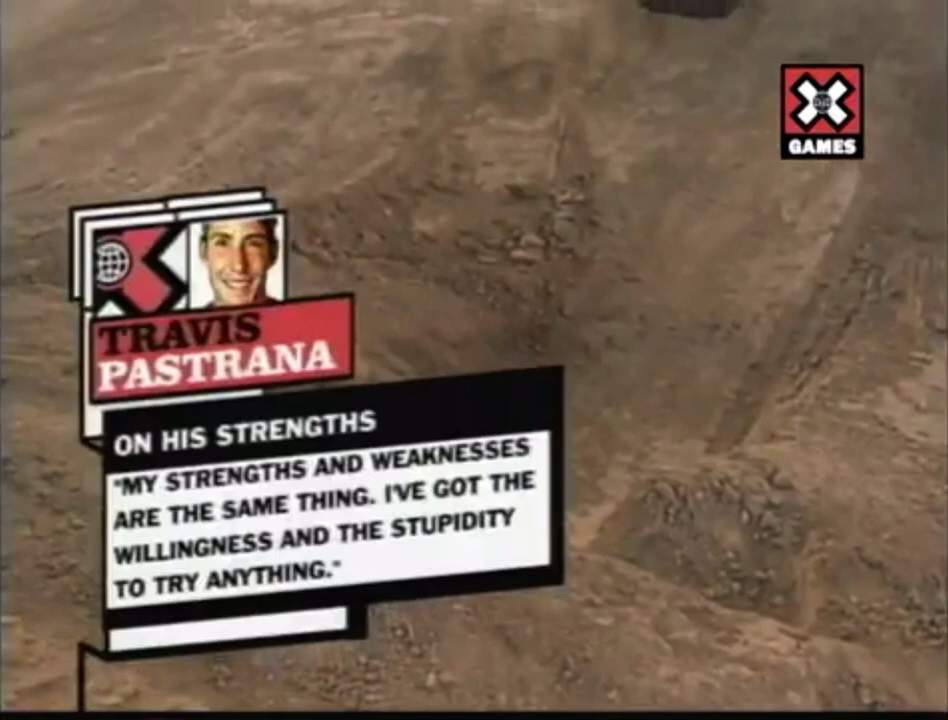 GAMES
TRAVIS
PASTRANA
ON HIS STRENGTHS
"MY STRENGTHS AND WEAKNESSES
ARE THE SAME THING. I'VE GOT THE
WILLINGNESS AND THE STUPIDITY
TO TRY ANYTHING."